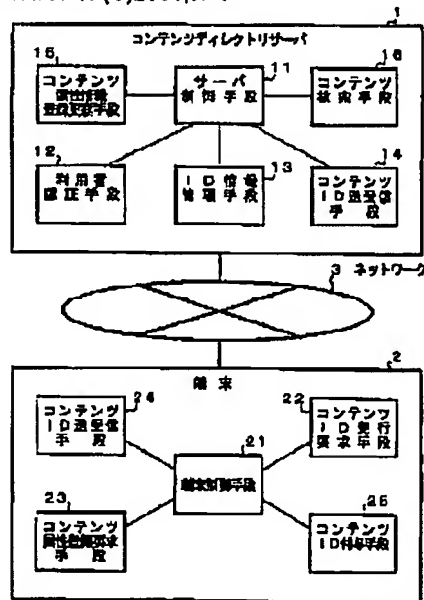 1
コンテンツディレクトリサーバ
15
コンテンツ
属性情報
登録更新手段
11
サーバ
制御手段
16
コンテンツ
検索手段
12
利用者
認証手段
13
ID情報
管理手段
14
コンテンツ
ID送受信
手段
3 ネットワーク
2
端末
24
コンテンツ
ID送受信
手段
22
コンテンツ
ID発行
要求手段
21
端末制御手段
23
コンテンツ
属性登録要求
手段
25
コンテンツ
ID付与手段